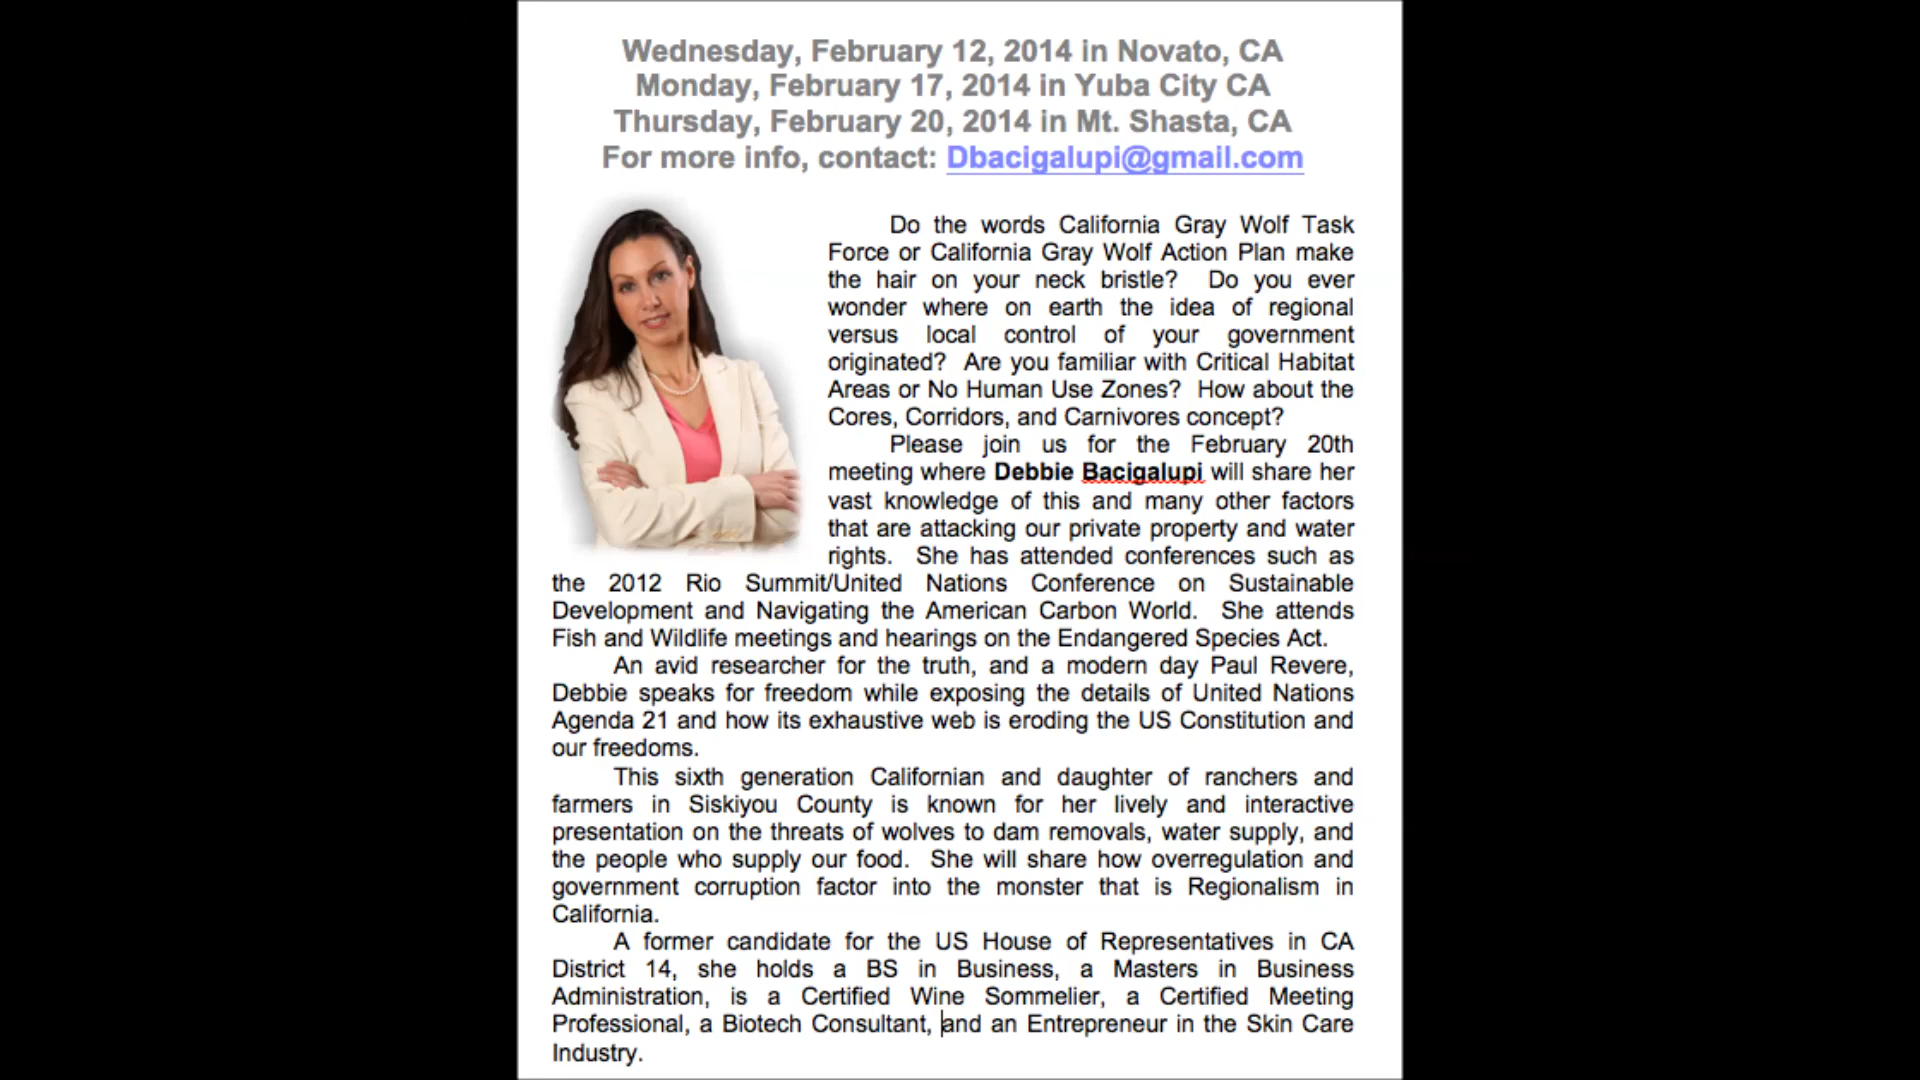 Wednesday, February 12, 2014 in Novato, CA
Monday, February 17, 2014 in Yuba City CA
Thursday, February 20, 2014 in Mt. Shasta, CA
For more info, contact: Dbacigalupi@gmail.com
Do the words California Gray Wolf Task
Force or California Gray Wolf Action Plan make
the hair on your neck bristle? Do you ever
wonder where on earth the idea of regional
versus local control of your government
originated? Are you familiar with Critical Habitat
Areas or No Human Use Zones? How about the
Cores, Corridors, and Carnivores concept?
Please join us for the February 20th
meeting where Debbie Bacigalupi will share her
vast knowledge of this and many other factors
that are attacking our private property and water
rights. She has attended conferences such as
the 2012 Rio Summit/United Nations Conference on Sustainable
Development and Navigating the American Carbon World. She attends
Fish and Wildlife meetings and hearings on the Endangered Species Act.
An avid researcher for the truth, and a modern day Paul Revere,
Debbie speaks for freedom while exposing the details of United Nations
Agenda 21 and how its exhaustive web is eroding the US Constitution and
our freedoms.
This sixth generation Californian and daughter of ranchers and
farmers in Siskiyou County is known for her lively and interactive
presentation on the threats of wolves to dam removals, water supply, and
the people who supply our food. She will share how overregulation and
government corruption factor into the monster that is Regionalism in
California.
A former candidate for the US House of Representatives in CA
District 14, she holds a BS in Business, a Masters in Business
Administration, is a Certified Wine Sommelier, a Certified Meeting
Professional, a Biotech Consultant, and an Entrepreneur in the Skin Care
Industry.